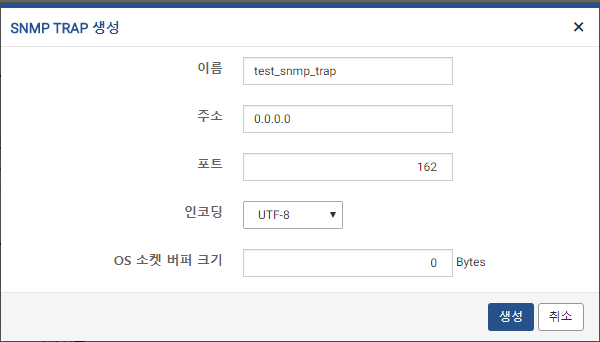 SNMP TRAP 생성 ×
이름 test_snmp_trap
주소 0.0.0.0
포트 162
인코딩 UTF-8 ▼
OS 소켓 버퍼 크기 0 Bytes
생성 취소